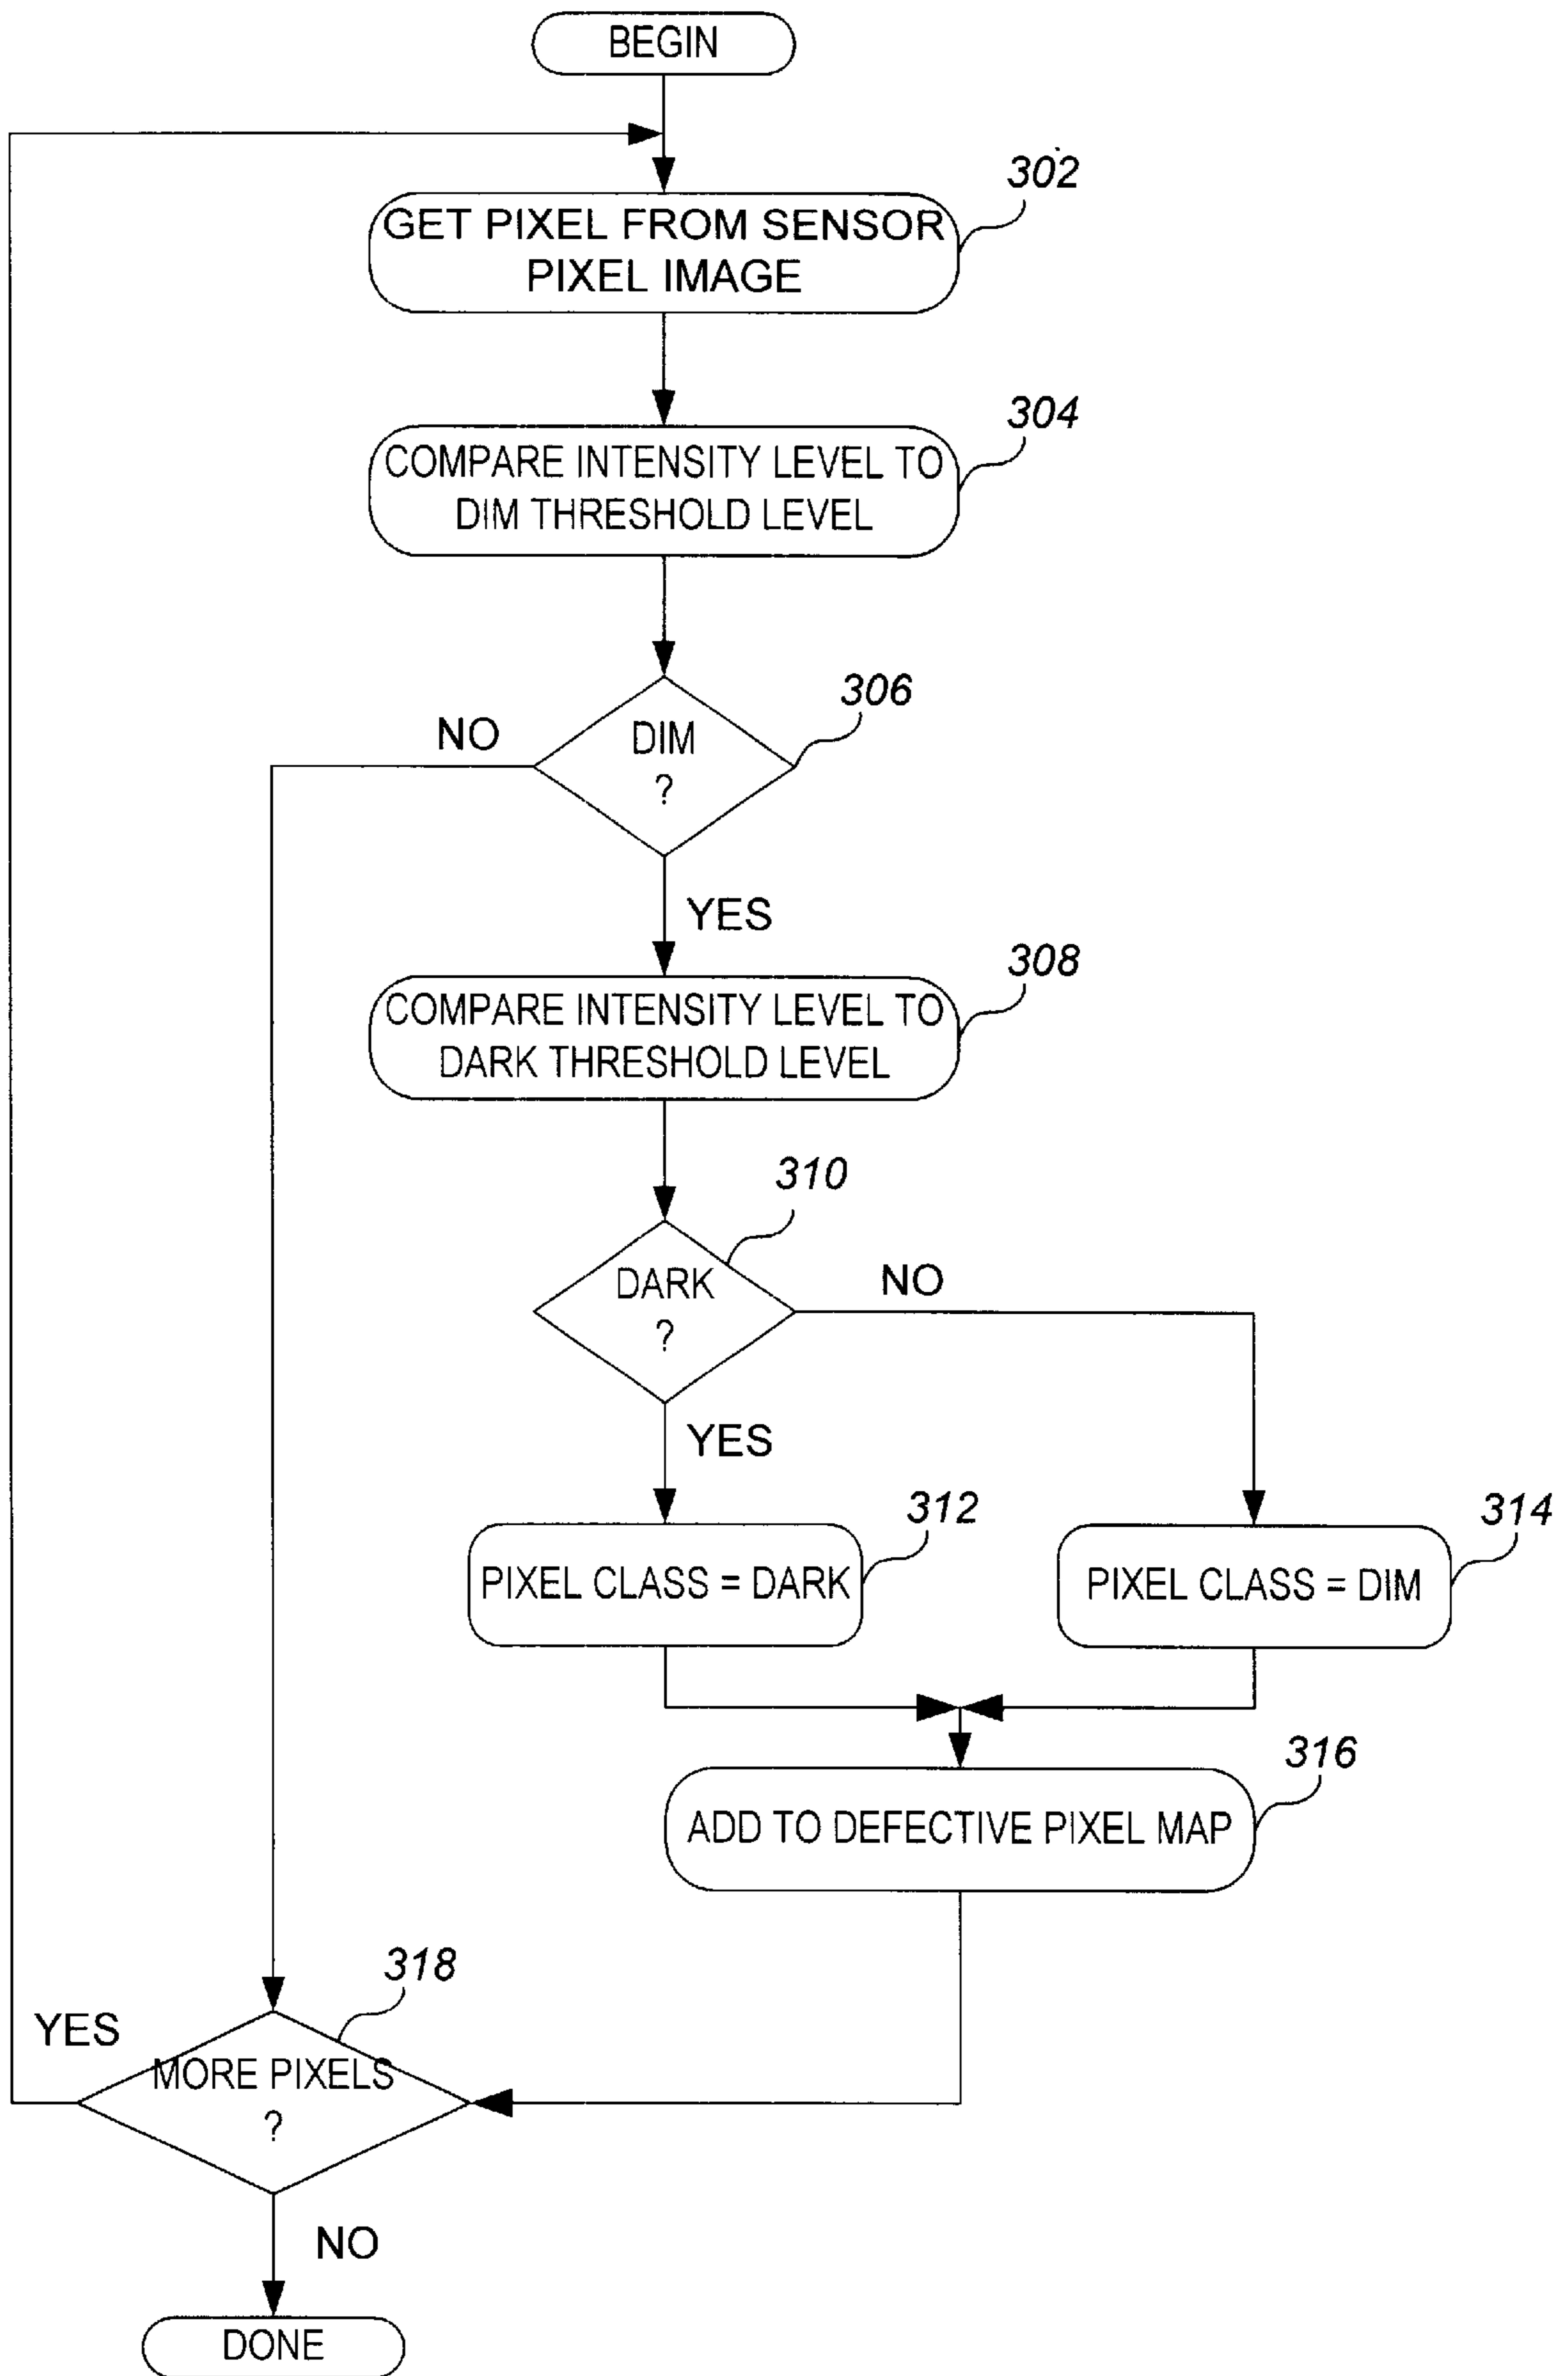 BEGIN
302
GET PIXEL FROM SENSOR
PIXEL IMAGE
304
COMPARE INTENSITY LEVEL TO
DIM THRESHOLD LEVEL
306
NO
DIM
?
YES
308
COMPARE INTENSITY LEVEL TO
DARK THRESHOLD LEVEL
310
DARK
?
NO
YES
312
314
PIXEL CLASS = DARK
PIXEL CLASS = DIM
316
ADD TO DEFECTIVE PIXEL MAP
318
YES
MORE PIXELS
?
NO
DONE